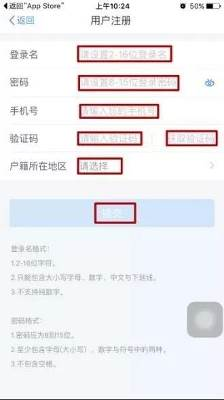 返回"App Store" 上午10:24 50%
返回 用户注册
登录名 请设置2-16位登录名
密码 请设置8-15位登录密码
手机号 请输入您的手机号
验证码 请输入验证码 获取验证码
户籍所在地区 请选择
提交
登录名格式:
1.2-16位字符。
2.只能包含大小写字母、数字、中文与下划线。
3.不支持纯数字。
密码格式:
1.密码应为8到15位。
2.至少包含字母(大小写)、数字与符号中的两种。
3.不包含空格。